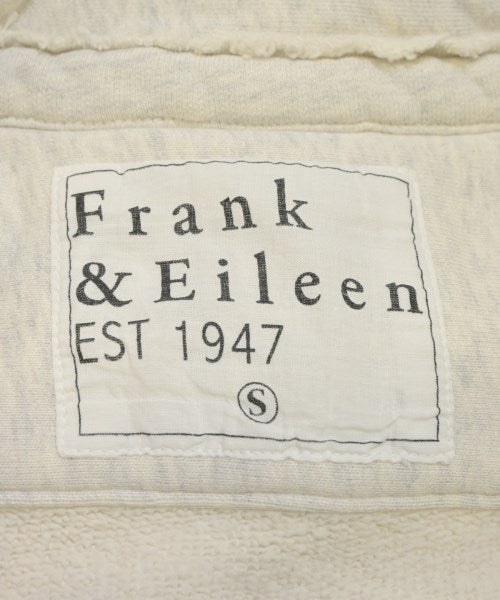 Frank
& Eileen
EST 1947
S